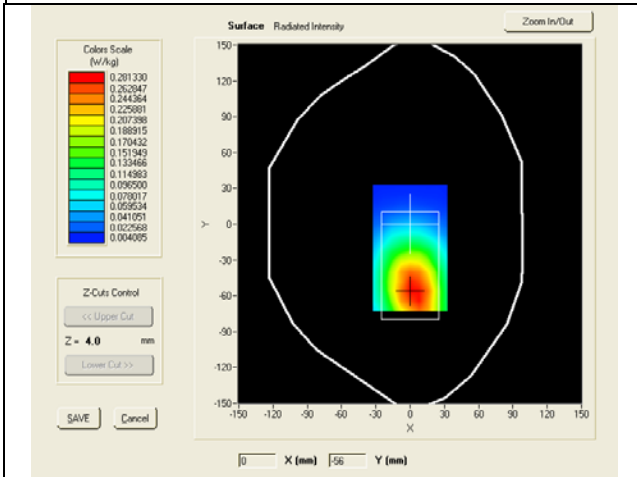 Surface Radiated Intensity
Zoom In/Out
Colors Scale
(W/kg)
0.281330
0.262847
0.244364
0.225881
0.207398
0.188915
0.170432
0.151949
0.133466
0.114983
0.096500
0.078017
0.059534
0.041051
0.022568
0.004085
Z-Cuts Control
<< Upper Cut
Z = 4.0 mm
Lower Cut >>
SAVE Cancel
150
120
90
60
30
0
-30
-60
-90
-120
-150
Y
-150 -120 -90 -60 -30 0 30 60 90 120 150
X
0 X (mm) -56 Y (mm)